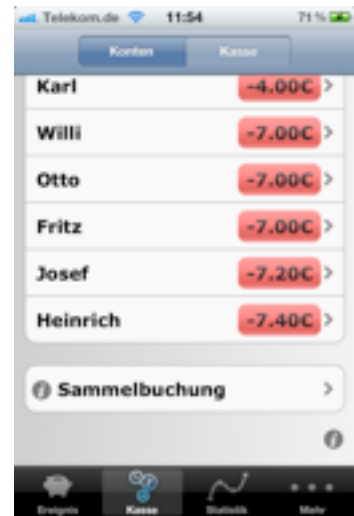 Telekom.de 11:54 71 %
Konten Kasse
Karl -4.00€
Willi -7.00€
Otto -7.00€
Fritz -7.00€
Josef -7.20€
Heinrich -7.40€
Sammelbuchung
Ereignis Kasse Statistik Mehr